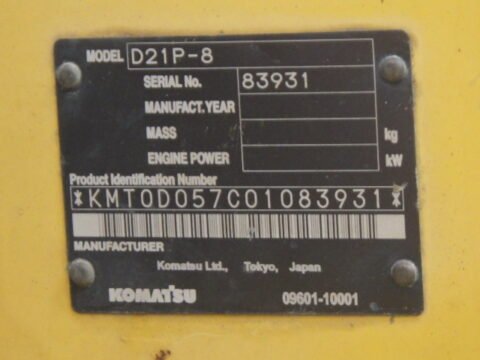 MODEL D21P-8
SERIAL No. 83931
MANUFACT.YEAR
MASS kg
ENGINE POWER kW
Product Identification Number
*KMT0D057C01083931*
MANUFACTURER
Komatsu Ltd., Tokyo, Japan
KOMATSU 09601-10001